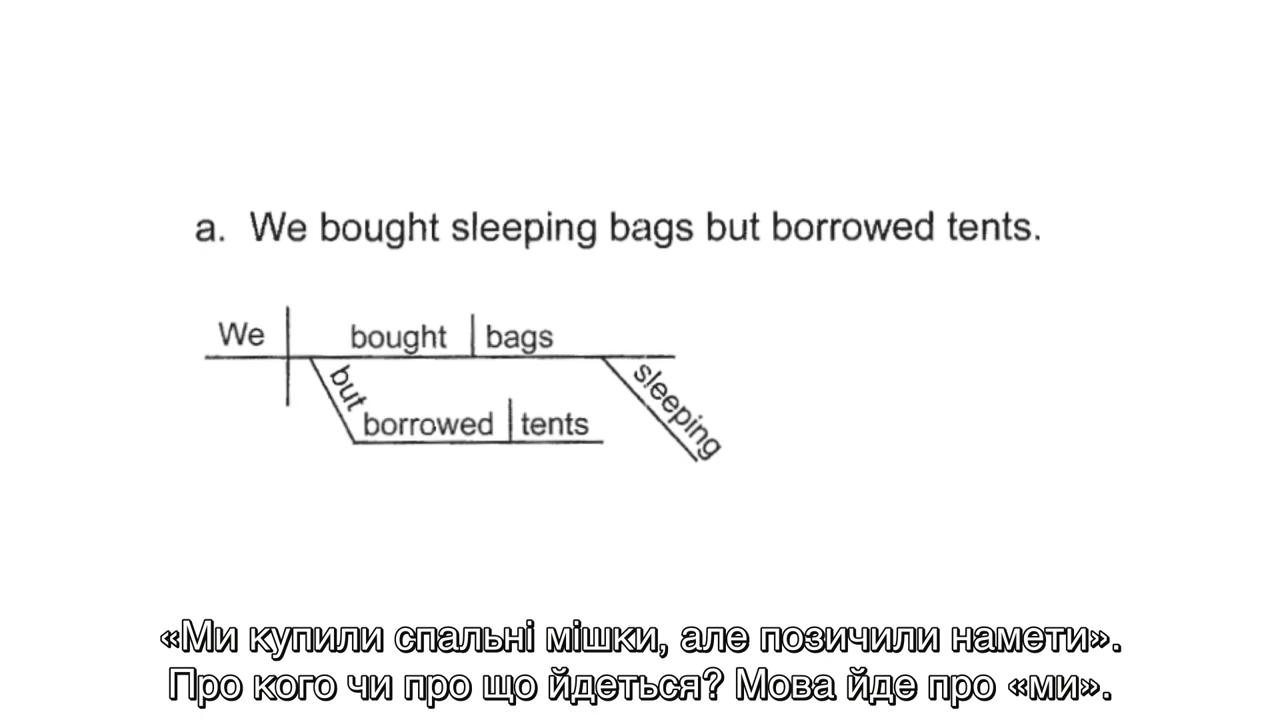 a. We bought sleeping bags but borrowed tents.
We bought bags
but
sleeping
borrowed tents
«Ми купили спальні мішки, але позичили намети».
Про кого чи про що йдеться? Мова йде про «ми».